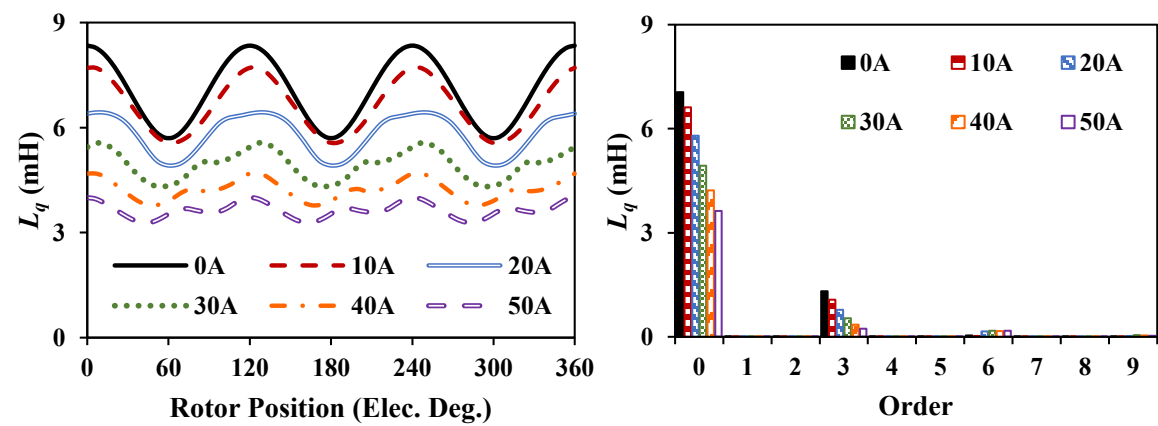 9
6
3
0
L_q (mH)
0A 10A 20A
30A 40A 50A
0 60 120 180 240 300 360
Rotor Position (Elec. Deg.)
9
6
3
0
L_q (mH)
0A 10A 20A
30A 40A 50A
0 1 2 3 4 5 6 7 8 9
Order